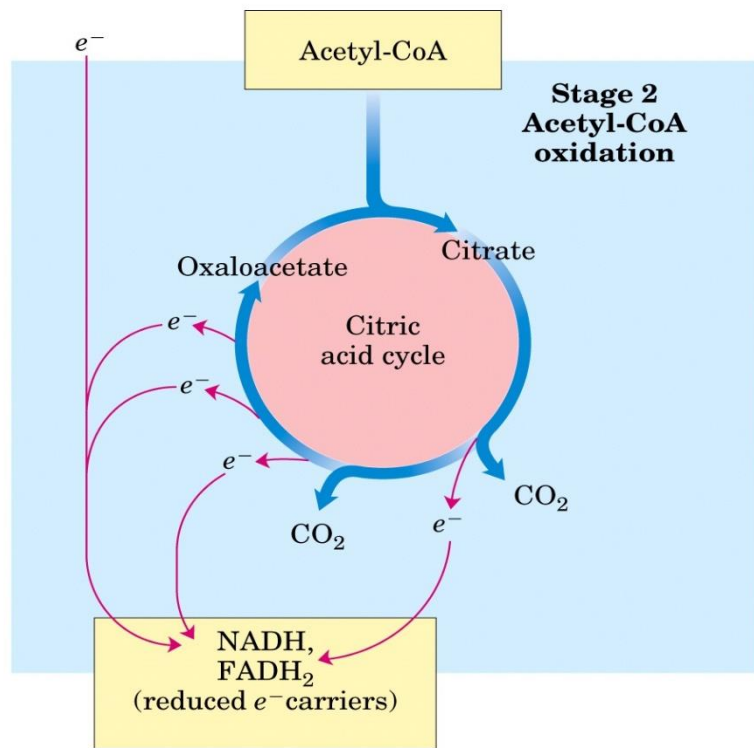 e⁻
Acetyl-CoA
Stage 2
Acetyl-CoA
oxidation
Oxaloacetate
Citrate
e⁻
Citric
acid cycle
e⁻
e⁻
CO₂
e⁻
CO₂
NADH,
FADH₂
(reduced e⁻carriers)